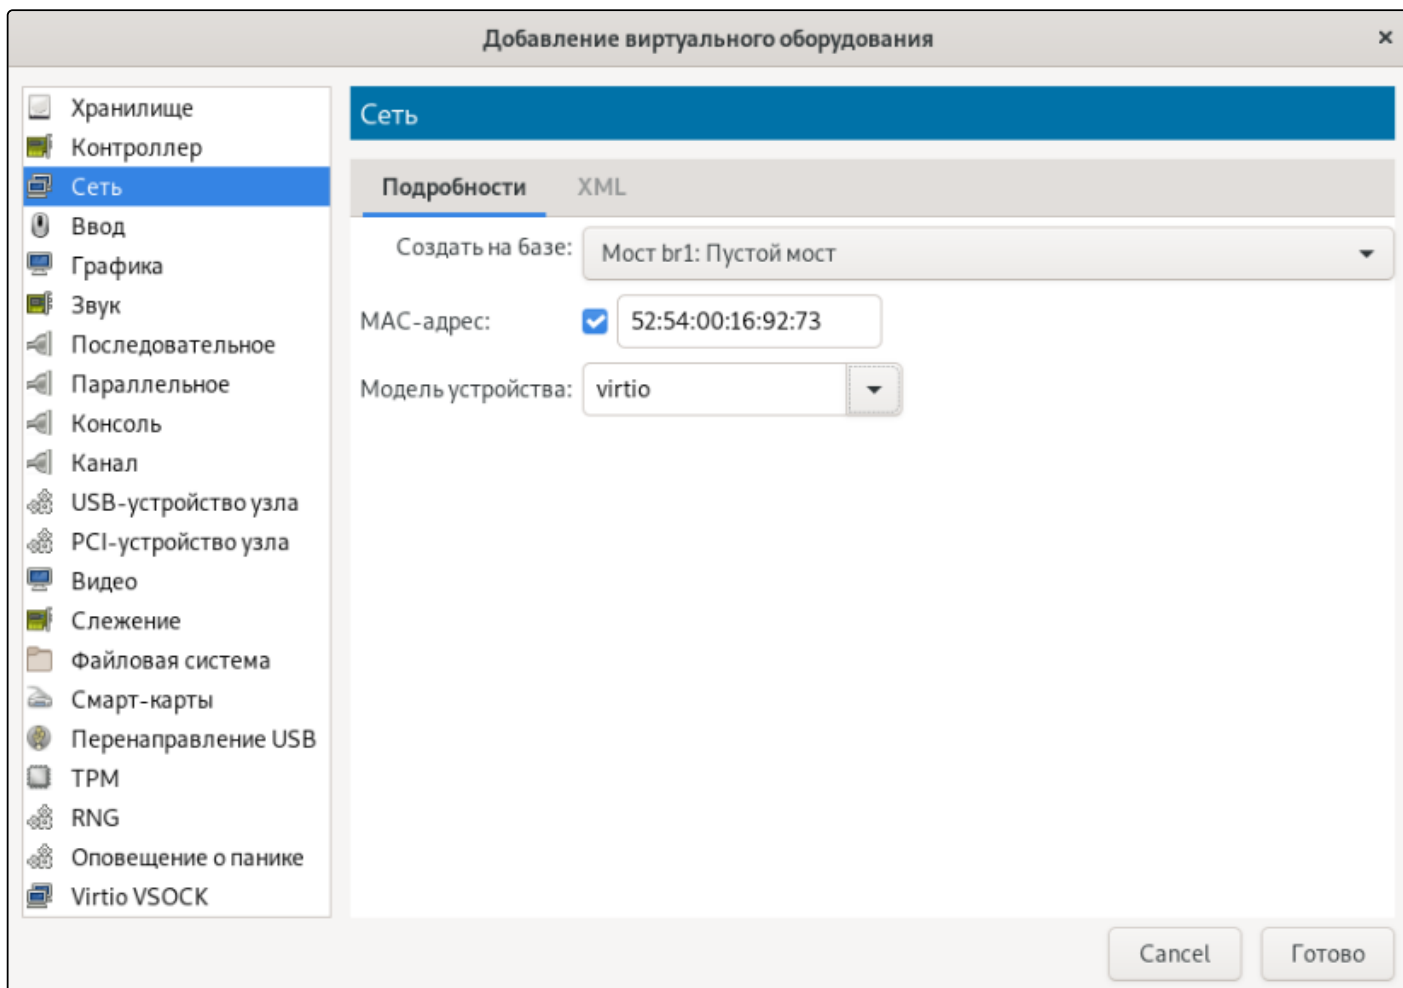 Добавление виртуального оборудования
×
Хранилище
Контроллер
Сеть
Ввод
Графика
Звук
Последовательное
Параллельное
Консоль
Канал
USB-устройство узла
PCI-устройство узла
Видео
Слежение
Файловая система
Смарт-карты
Перенаправление USB
TPM
RNG
Оповещение о панике
Virtio VSOCK
Сеть
Подробности XML
Создать на базе: Мост br1: Пустой мост
MAC-адрес: 52:54:00:16:92:73
Модель устройства: virtio
Cancel Готово